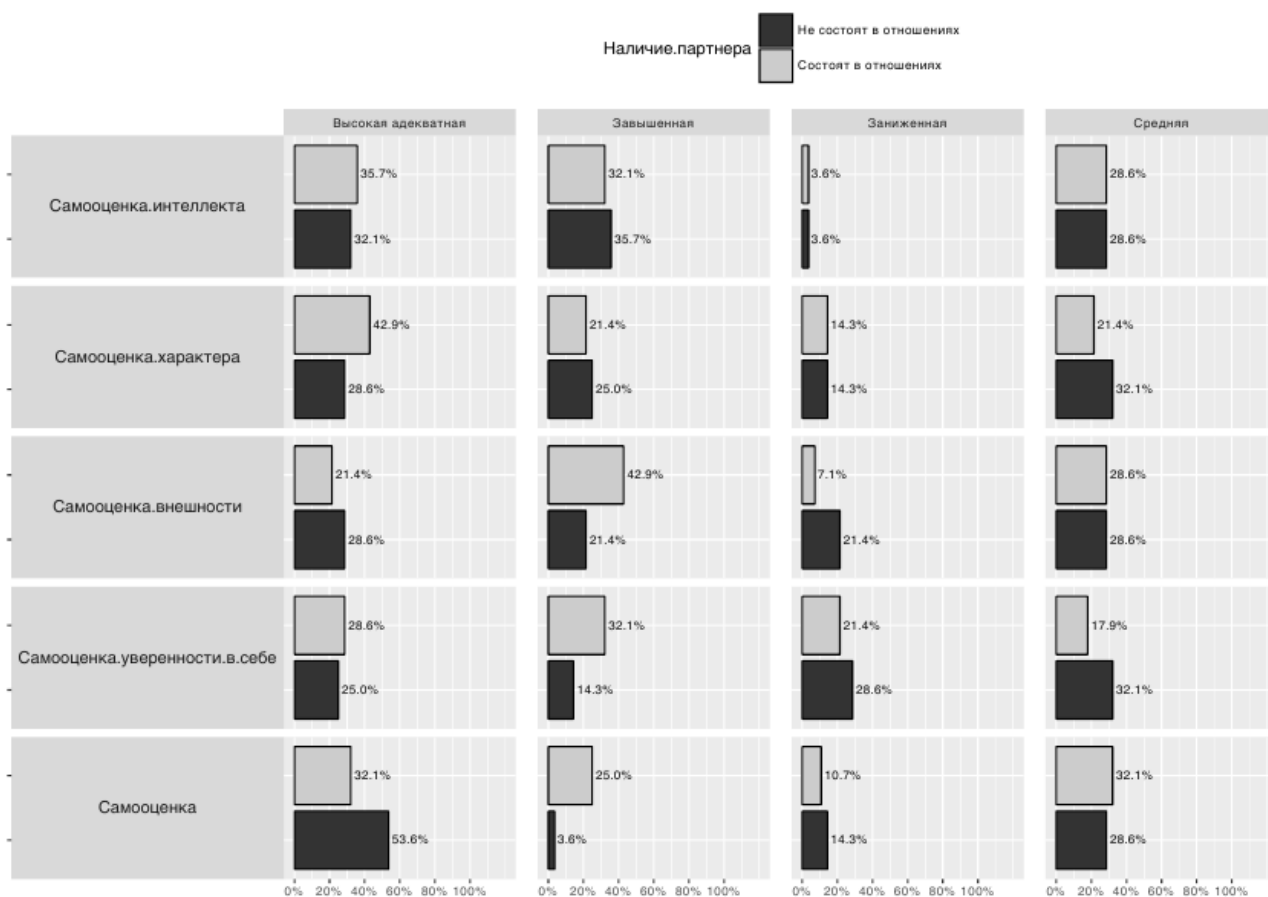 Наличие.партнера
Не состоят в отношениях
Состоят в отношениях
Высокая адекватная Завышенная Заниженная Средняя
Самооценка.интеллекта
35.7% 32.1% 3.6% 28.6%
32.1% 35.7% 3.6% 28.6%
Самооценка.характера
42.9% 21.4% 14.3% 21.4%
28.6% 25.0% 14.3% 32.1%
Самооценка.внешности
21.4% 42.9% 7.1% 28.6%
28.6% 21.4% 21.4% 28.6%
Самооценка.уверенности.в.себе
28.6% 32.1% 21.4% 17.9%
25.0% 14.3% 28.6% 32.1%
Самооценка
32.1% 25.0% 10.7% 32.1%
53.6% 3.6% 14.3% 28.6%
0% 20% 40% 60% 80% 100% 0% 20% 40% 60% 80% 100% 0% 20% 40% 60% 80% 100% 0% 20% 40% 60% 80% 100%